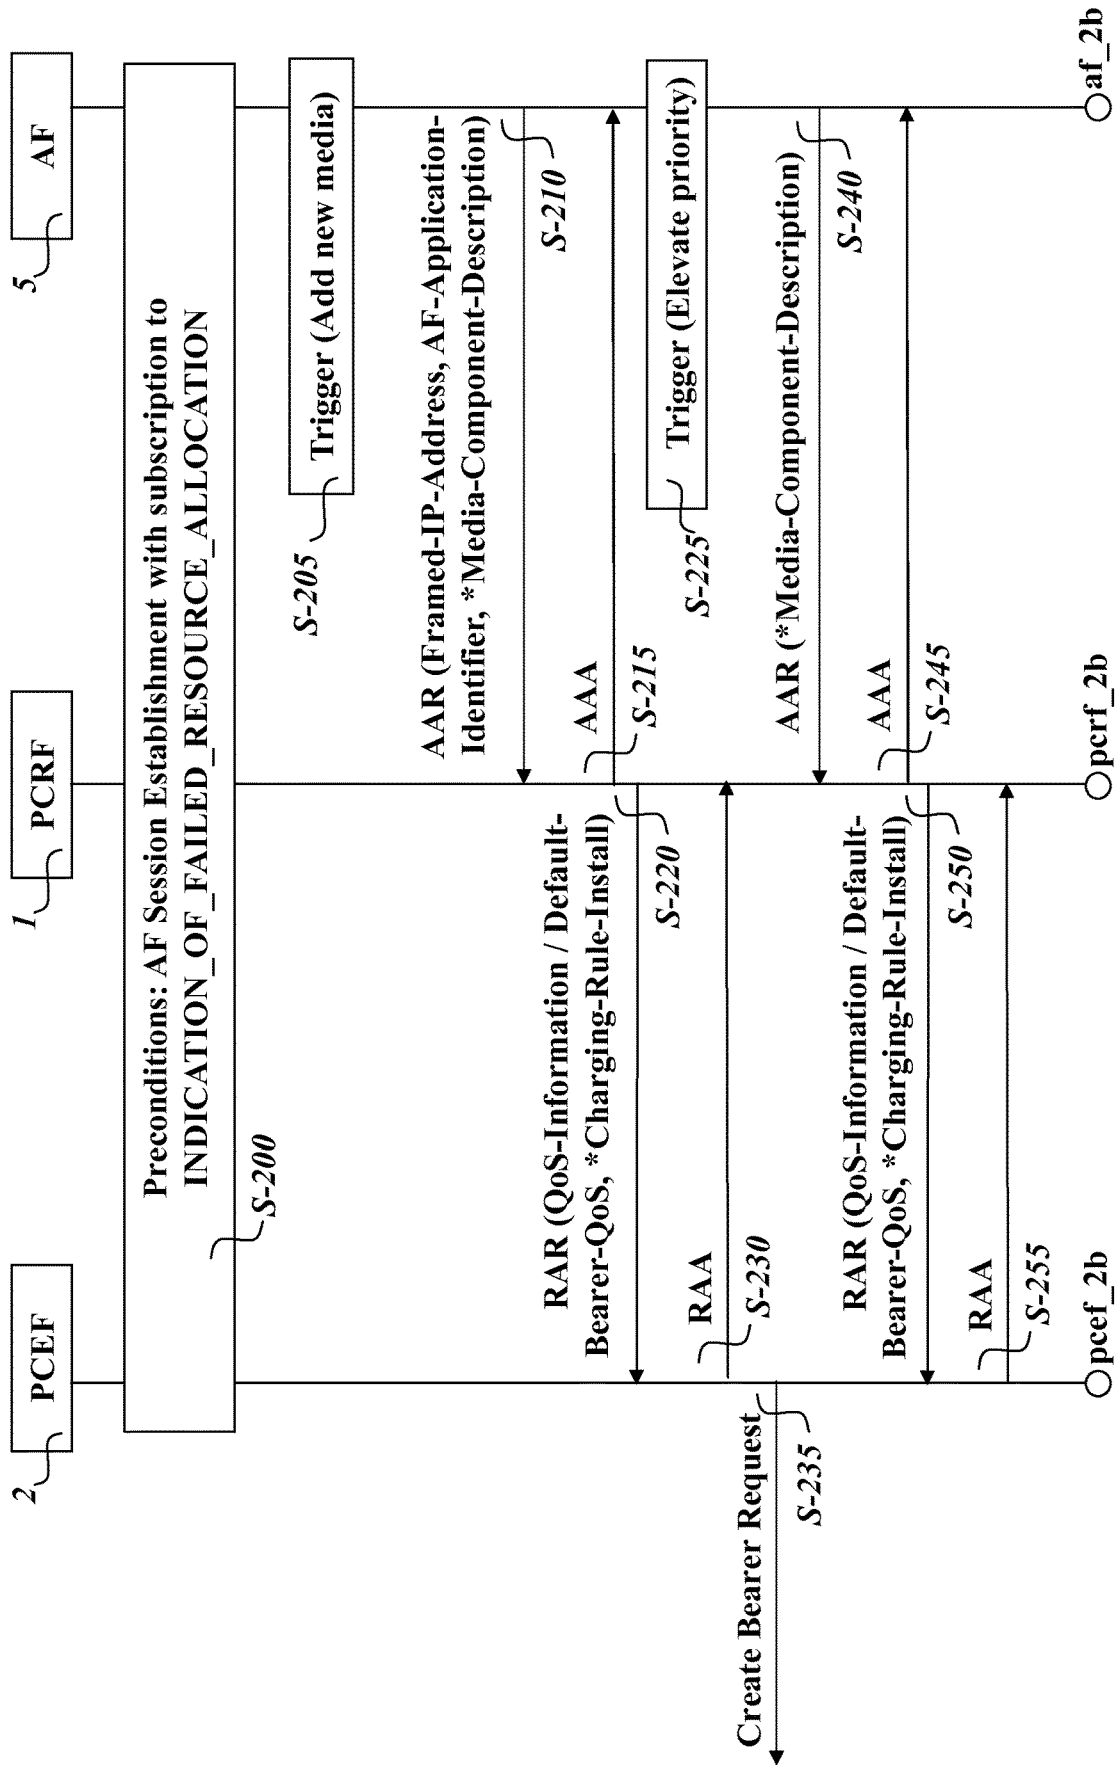 PCEF
PCRF
AF
2
1
5
Preconditions: AF Session Establishment with subscription to
INDICATION_OF_FAILED_RESOURCE_ALLOCATION
S-200
Trigger (Add new media)
S-205
AAR (Framed-IP-Address, AF-Application-
Identifier, *Media-Component-Description)
S-210
AAA
S-215
RAR (QoS-Information / Default-
Bearer-QoS, *Charging-Rule-Install)
S-220
Trigger (Elevate priority)
S-225
RAA
S-230
Create Bearer Request
S-235
AAR (*Media-Component-Description)
S-240
AAA
S-245
RAR (QoS-Information / Default-
Bearer-QoS, *Charging-Rule-Install)
S-250
RAA
S-255
pcef_2b
pcrf_2b
af_2b